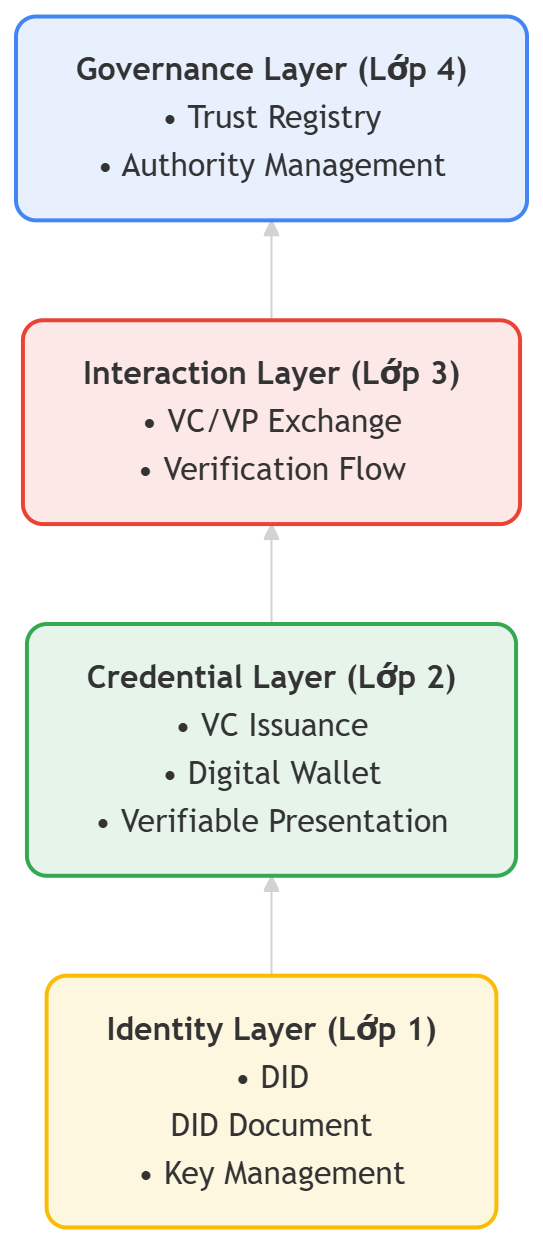 Governance Layer (Lớp 4)
• Trust Registry
• Authority Management
Interaction Layer (Lớp 3)
• VC/VP Exchange
• Verification Flow
Credential Layer (Lớp 2)
• VC Issuance
• Digital Wallet
• Verifiable Presentation
Identity Layer (Lớp 1)
• DID
DID Document
• Key Management